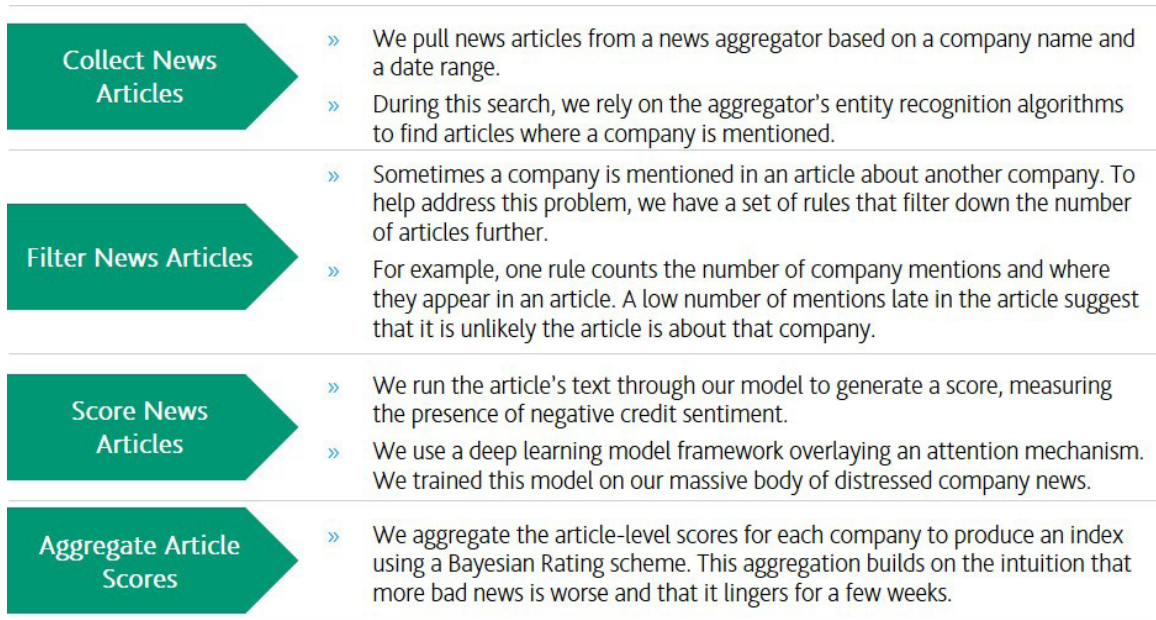 Collect News
Articles
» We pull news articles from a news aggregator based on a company name and
a date range.
» During this search, we rely on the aggregator's entity recognition algorithms
to find articles where a company is mentioned.
Filter News Articles
» Sometimes a company is mentioned in an article about another company. To
help address this problem, we have a set of rules that filter down the number
of articles further.
» For example, one rule counts the number of company mentions and where
they appear in an article. A low number of mentions late in the article suggest
that it is unlikely the article is about that company.
Score News
Articles
» We run the article's text through our model to generate a score, measuring
the presence of negative credit sentiment.
» We use a deep learning model framework overlaying an attention mechanism.
We trained this model on our massive body of distressed company news.
Aggregate Article
Scores
» We aggregate the article-level scores for each company to produce an index
using a Bayesian Rating scheme. This aggregation builds on the intuition that
more bad news is worse and that it lingers for a few weeks.